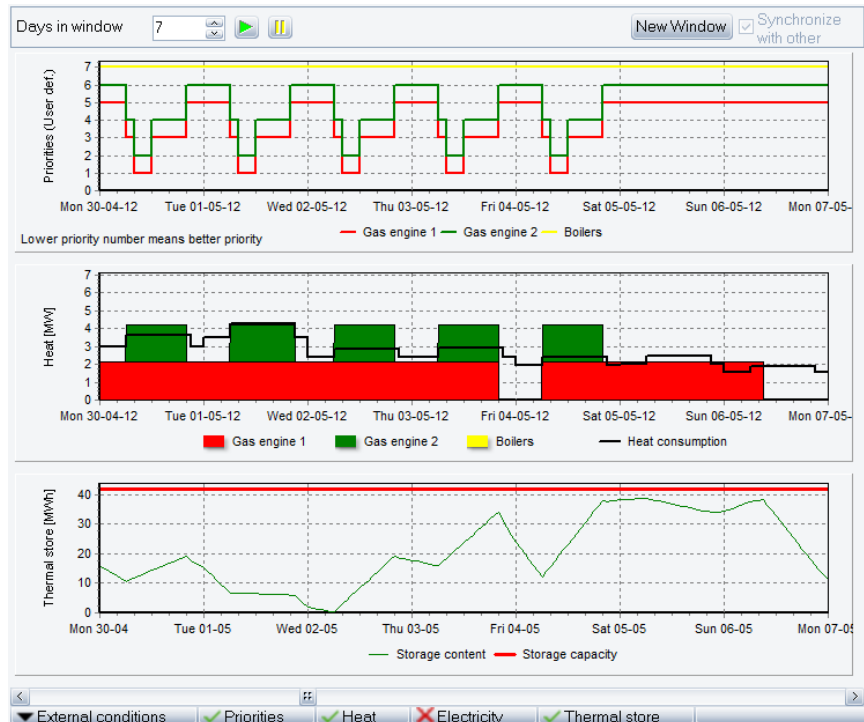 Days in window 7 New Window Synchronize with other
Priorities (User def.)
7
6
5
4
3
2
1
0
Mon 30-04-12 Tue 01-05-12 Wed 02-05-12 Thu 03-05-12 Fri 04-05-12 Sat 05-05-12 Sun 06-05-12 Mon 07-05-
Lower priority number means better priority
Gas engine 1 Gas engine 2 Boilers
Heat [MW]
7
6
5
4
3
2
1
0
Mon 30-04-12 Tue 01-05-12 Wed 02-05-12 Thu 03-05-12 Fri 04-05-12 Sat 05-05-12 Sun 06-05-12 Mon 07-05-
Gas engine 1 Gas engine 2 Boilers Heat consumption
Thermal store [MWh]
40
30
20
10
0
Mon 30-04 Tue 01-05 Wed 02-05 Thu 03-05 Fri 04-05 Sat 05-05 Sun 06-05 Mon 07-05
Storage content Storage capacity
External conditions Priorities Heat Electricity Thermal store